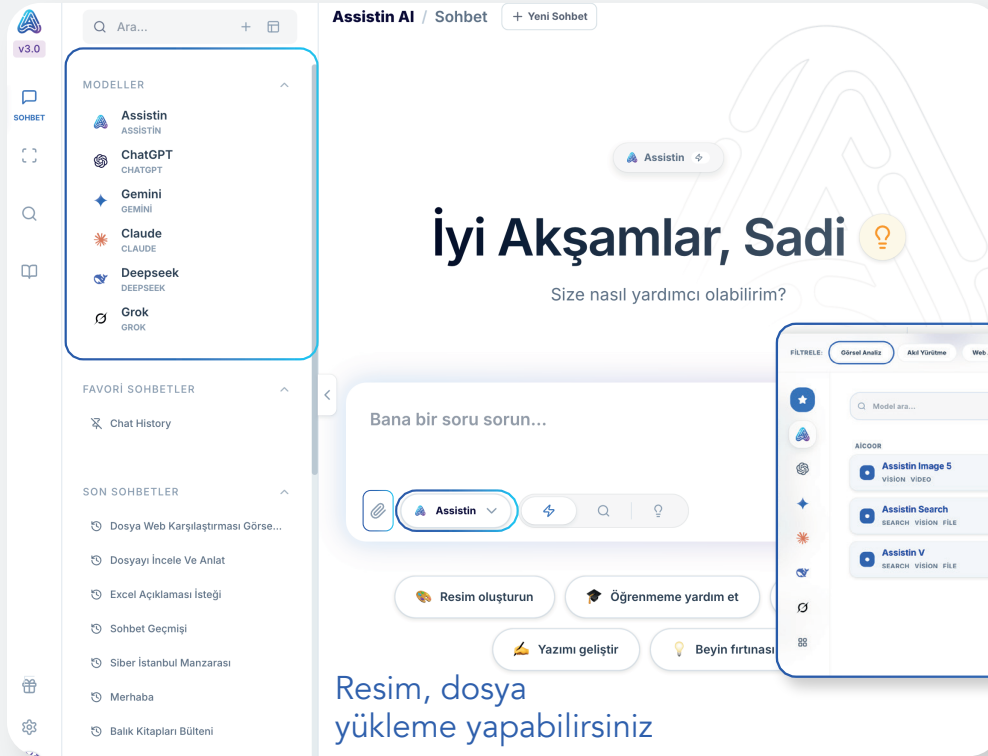 v3.0
SOHBET
Ara...
MODELLER
Assistin
ASSİSTİN
ChatGPT
CHATGPT
Gemini
GEMİNİ
Claude
CLAUDE
Deepseek
DEEPSEEK
Grok
GROK
FAVORİ SOHBETLER
Chat History
SON SOHBETLER
Dosya Web Karşılaştırması Görse...
Dosyayı İncele Ve Anlat
Excel Açıklaması İsteği
Sohbet Geçmişi
Siber İstanbul Manzarası
Merhaba
Balık Kitapları Bülteni
Assistin AI / Sohbet
+ Yeni Sohbet
Assistin
İyi Akşamlar, Sadi
Size nasıl yardımcı olabilirim?
Bana bir soru sorun...
Assistin
Resim oluşturun
Öğrenmeme yardım et
Yazımı geliştir
Beyin fırtınası
FİLTRELE:
Görsel Analiz
Akıl Yürütme
Web
Model ara...
AİCOOR
Assistin Image 5
VİSİON VİDEO
Assistin Search
SEARCH VİSİON FİLE
Assistin V
SEARCH VİSİON FİLE
Resim, dosya
yükleme yapabilirsiniz